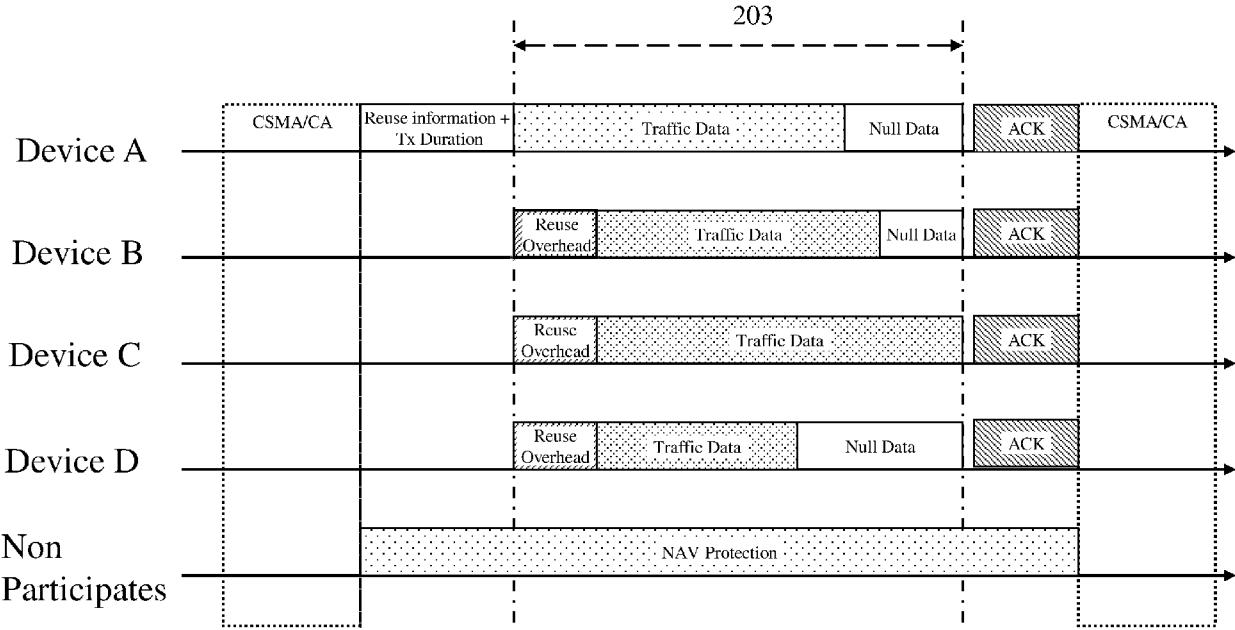 203
CSMA/CA
Reuse information +
Tx Duration
Traffic Data
Null Data
ACK
CSMA/CA
Device A
Reuse
Overhead
Traffic Data
Null Data
ACK
Device B
Reuse
Overhead
Traffic Data
ACK
Device C
Reuse
Overhead
Traffic Data
Null Data
ACK
Device D
NAV Protection
Non
Participates